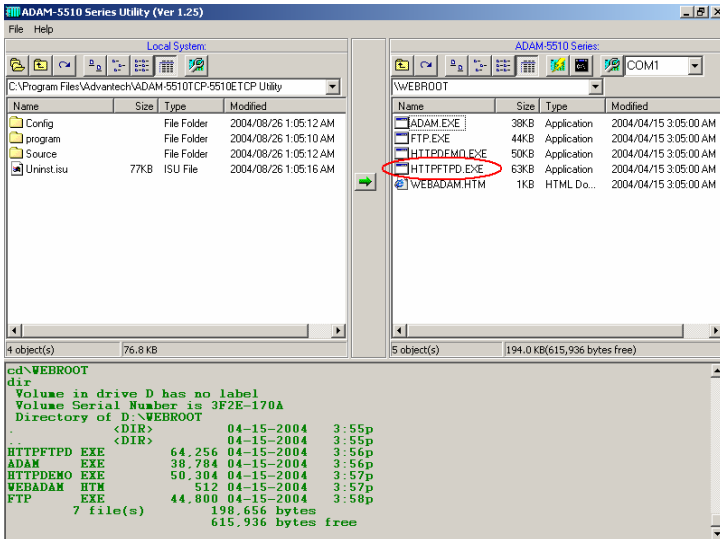 ADAM-5510 Series Utility (Ver 1.25)
File Help
Local System:
ADAM-5510 Series:
COM1
C:\Program Files\Advantech\ADAM-5510TCP-5510ETCP Utility
\WEBROOT
Name Size Type Modified
Config File Folder 2004/08/26 1:05:12 AM
program File Folder 2004/08/26 1:05:10 AM
Source File Folder 2004/08/26 1:05:12 AM
Uninst.isu 77KB ISU File 2004/08/26 1:05:16 AM
Name Size Type Modified
ADAM.EXE 38KB Application 2004/04/15 3:05:00 AM
FTP.EXE 44KB Application 2004/04/15 3:05:00 AM
HTTPDEMO.EXE 50KB Application 2004/04/15 3:05:00 AM
HTTPFTPD.EXE 63KB Application 2004/04/15 3:05:00 AM
WEBADAM.HTM 1KB HTML Do... 2004/04/15 3:05:00 AM
4 object(s) 76.8 KB
5 object(s) 194.0 KB(615,936 bytes free)
cd\WEBROOT
dir
Volume in drive D has no label
Volume Serial Number is 3F2E-170A
Directory of D:\WEBROOT
. <DIR> 04-15-2004 3:55p
.. <DIR> 04-15-2004 3:55p
HTTPFTPD EXE 64,256 04-15-2004 3:56p
ADAM EXE 38,784 04-15-2004 3:56p
HTTPDEMO EXE 50,304 04-15-2004 3:57p
WEBADAM HTM 512 04-15-2004 3:57p
FTP EXE 44,800 04-15-2004 3:58p
7 file(s) 198,656 bytes
615,936 bytes free